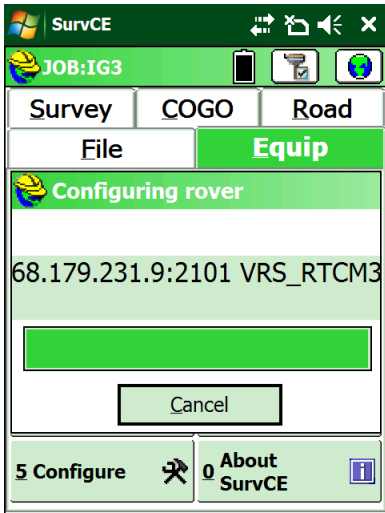 SurvCE
JOB:IG3
Survey COGO Road
File Equip
Configuring rover
68.179.231.9:2101 VRS_RTCM3
Cancel
5 Configure 0 About
SurvCE